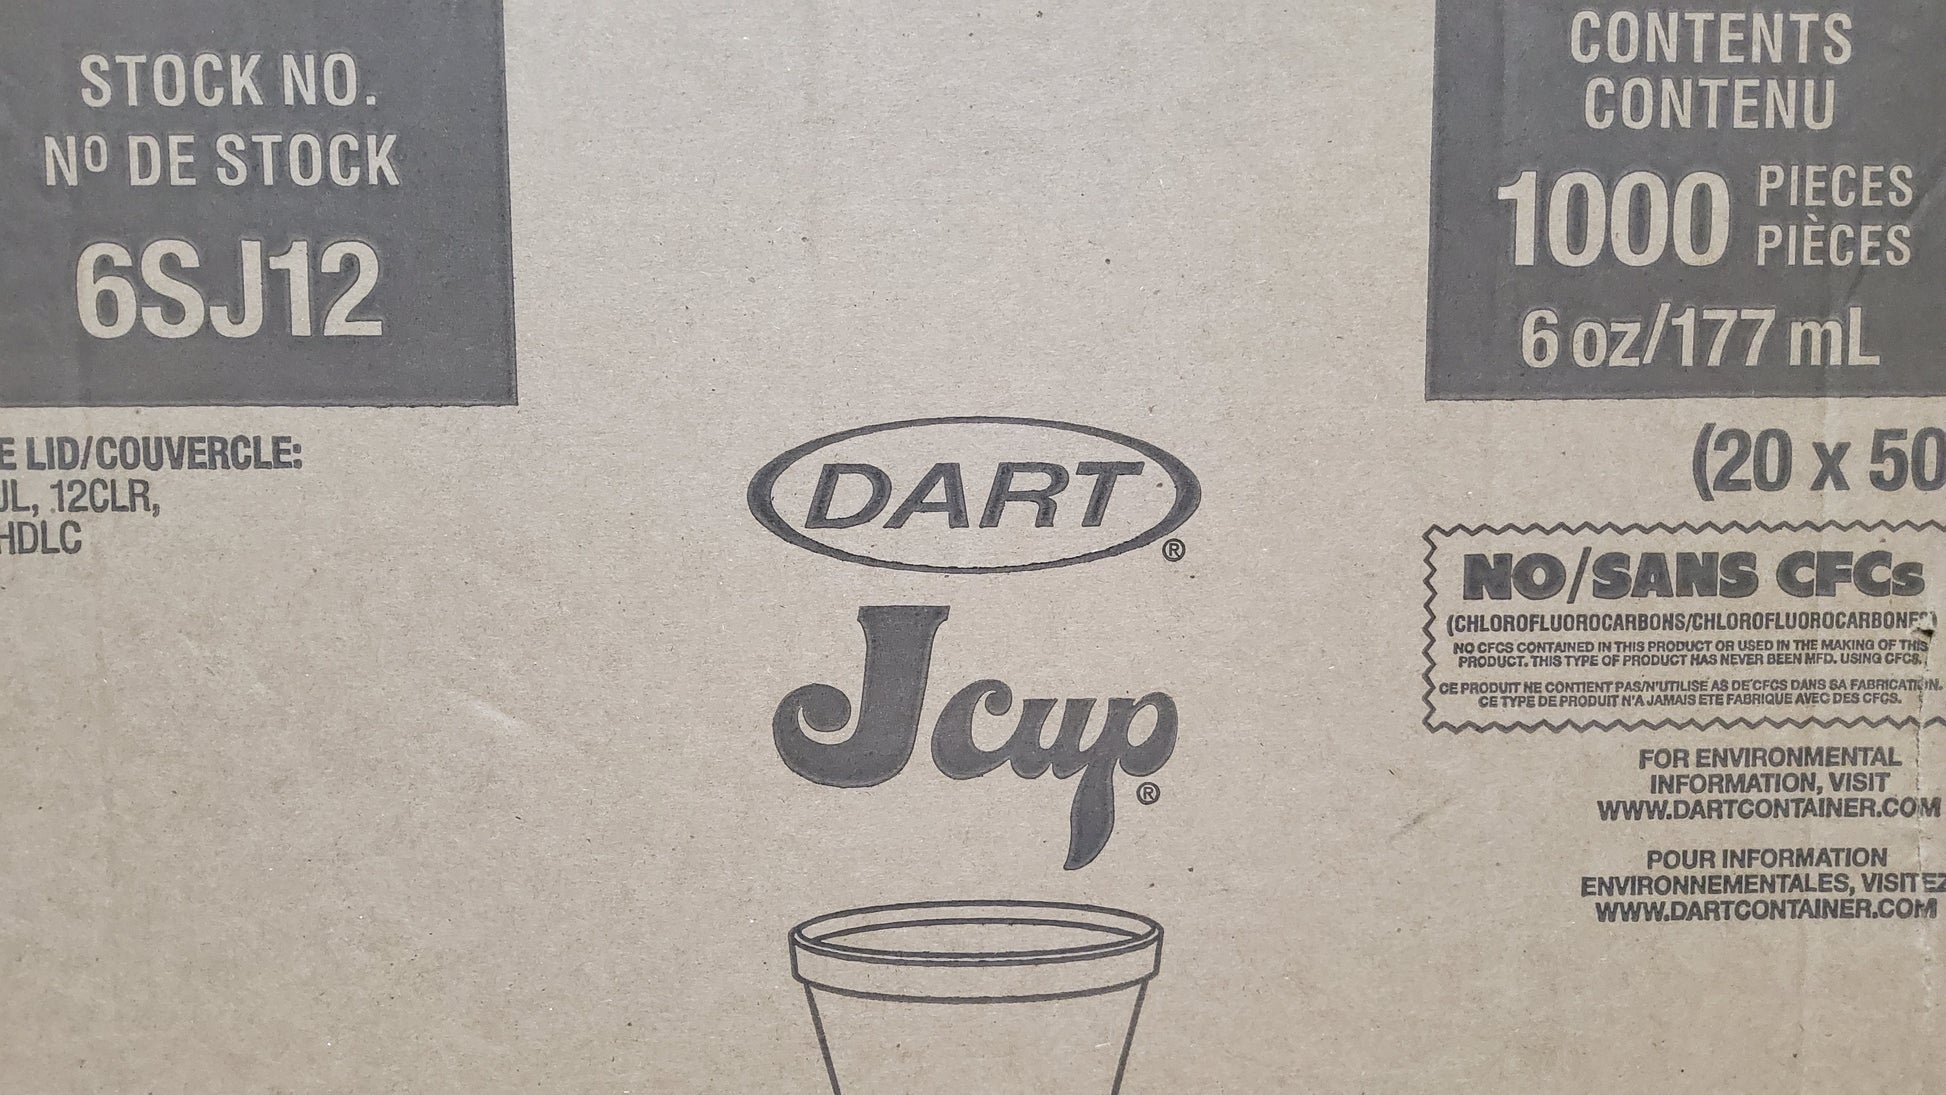 STOCK NO.
Nº DE STOCK
6SJ12
E LID/COUVERCLE:
JL, 12CLR,
HDLC
DART®
J cup®
CONTENTS
CONTENU
1000 PIECES
PIÈCES
6 oz/177 mL
(20 x 50
NO/SANS CFCs
(CHLOROFLUOROCARBONS/CHLOROFLUOROCARBONES)
NO CFCS CONTAINED IN THIS PRODUCT OR USED IN THE MAKING OF THIS
PRODUCT. THIS TYPE OF PRODUCT HAS NEVER BEEN MFD. USING CFCS.
CE PRODUIT NE CONTIENT PAS/N'UTILISE AS DE CFCS DANS SA FABRICATION.
CE TYPE DE PRODUIT N'A JAMAIS ETE FABRIQUE AVEC DES CFCS.
FOR ENVIRONMENTAL
INFORMATION, VISIT
WWW.DARTCONTAINER.COM
POUR INFORMATION
ENVIRONNEMENTALES, VISITEZ
WWW.DARTCONTAINER.COM